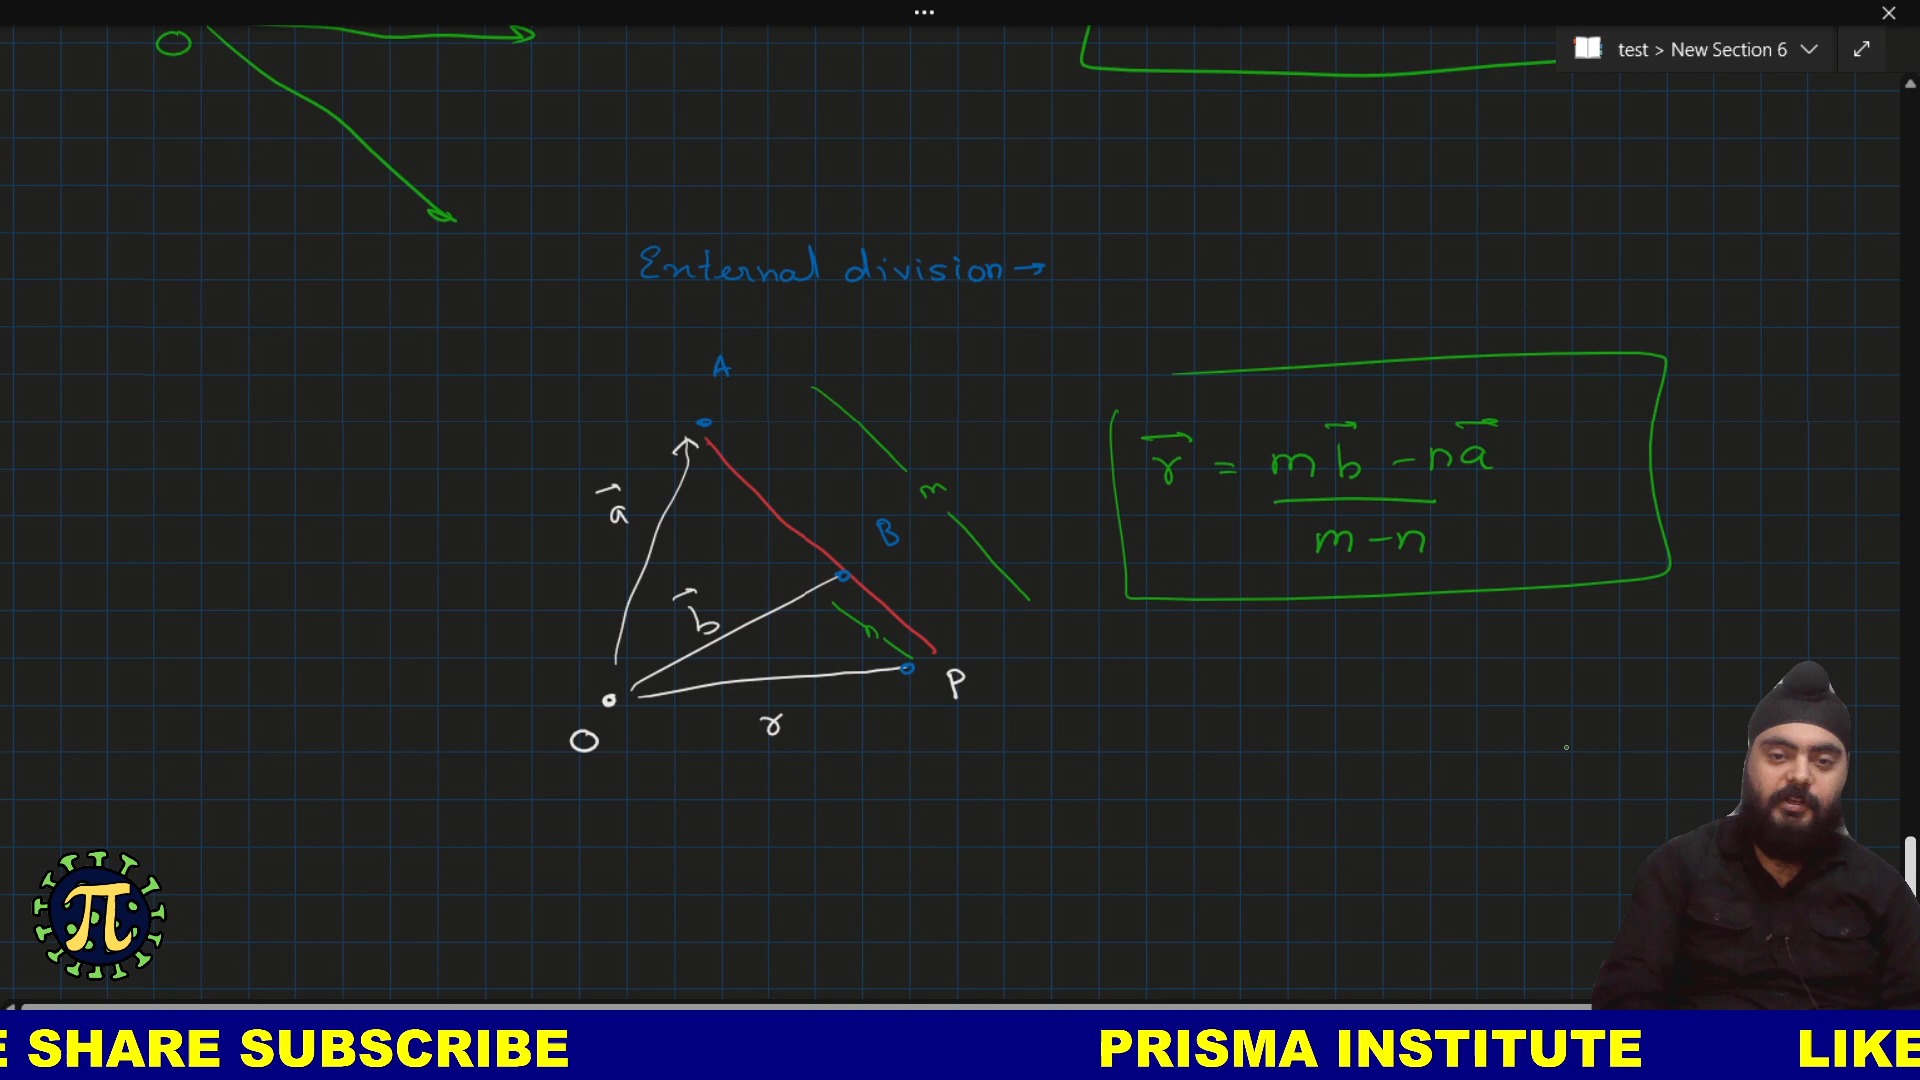 ...
test > New Section 6
O
External division →
A
a
m
B
b
n
P
O
r
r = mb - na
m - n
π
E SHARE SUBSCRIBE
PRISMA INSTITUTE
LIKE